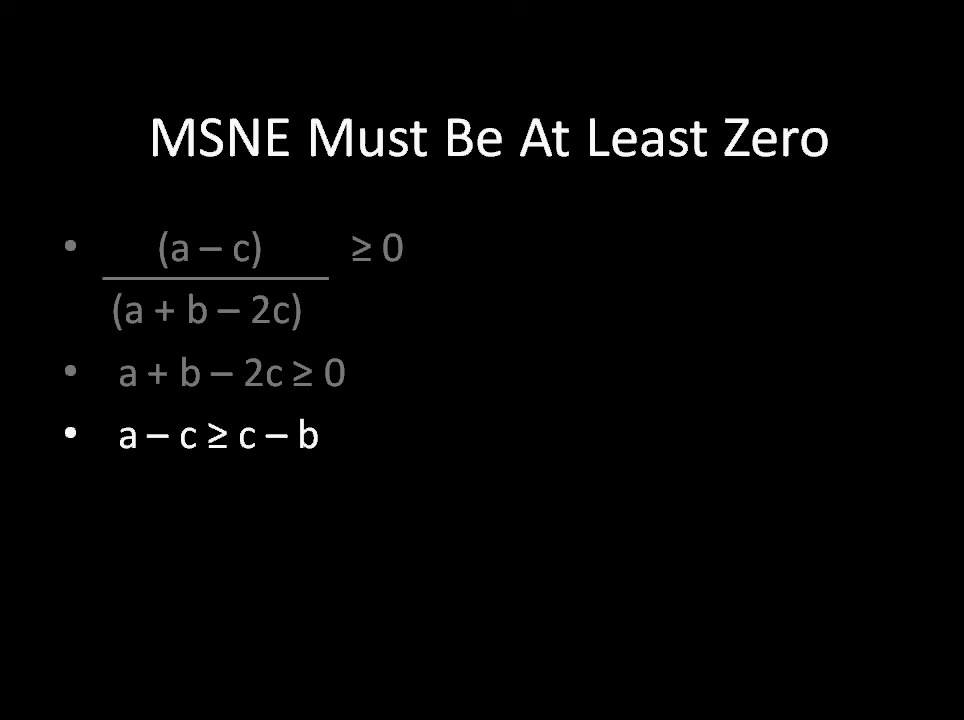 MSNE Must Be At Least Zero
• (a – c) ≥ 0
(a + b – 2c)
• a + b – 2c ≥ 0
• a – c ≥ c – b